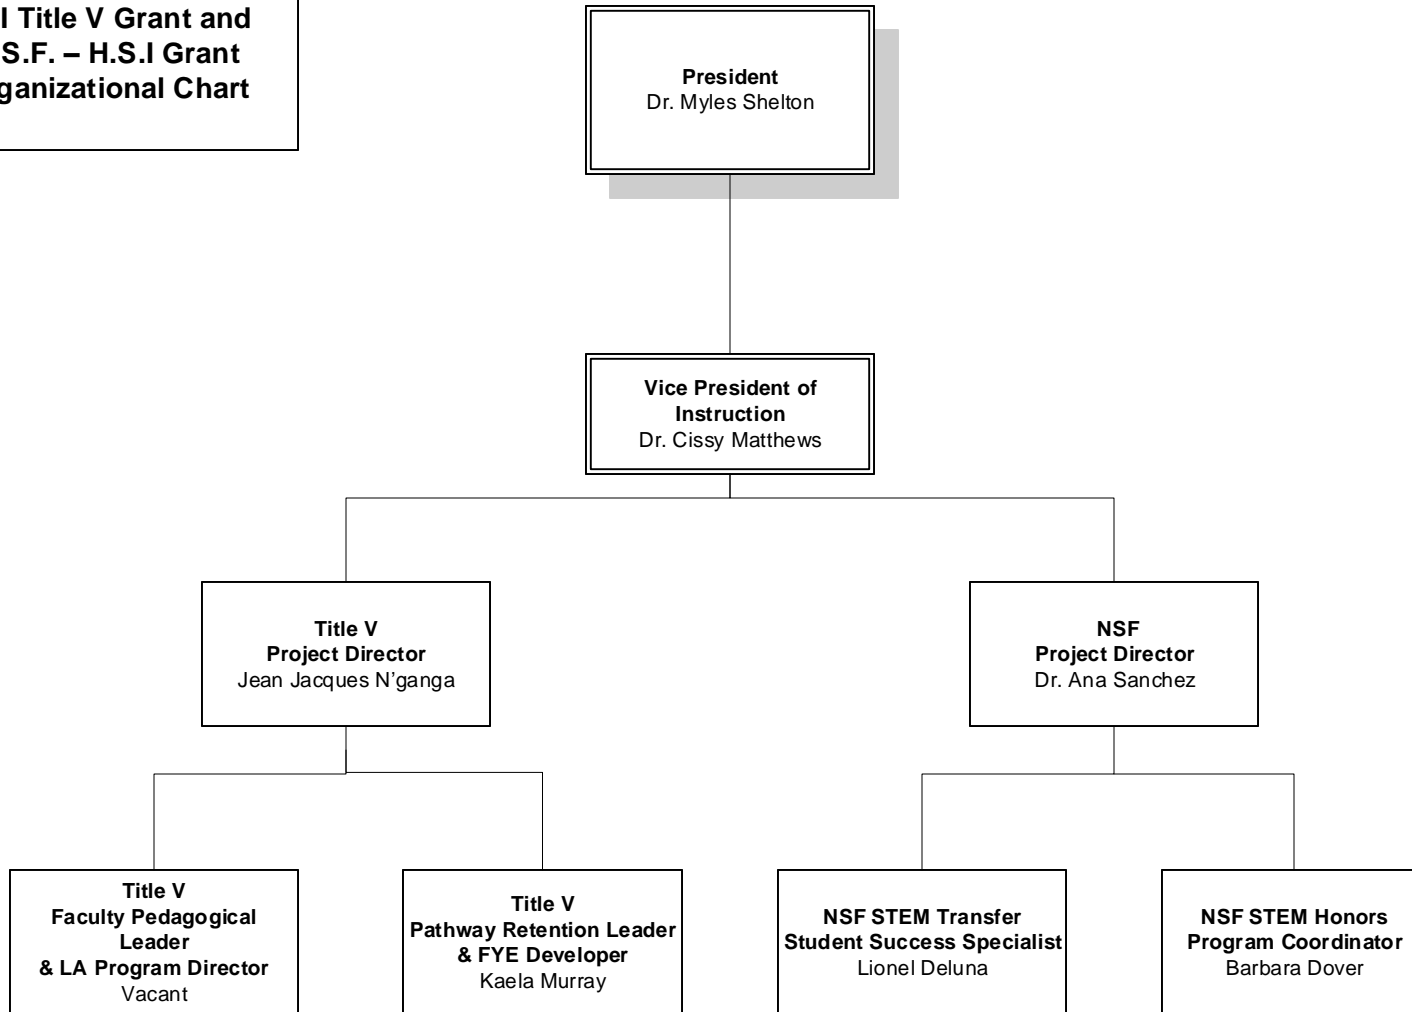 I Title V Grant and
S.F. – H.S.I Grant
ganizational Chart
President
Dr. Myles Shelton
Vice President of
Instruction
Dr. Cissy Matthews
Title V
Project Director
Jean Jacques N'ganga
NSF
Project Director
Dr. Ana Sanchez
Title V
Faculty Pedagogical
Leader
& LA Program Director
Vacant
Title V
Pathway Retention Leader
& FYE Developer
Kaela Murray
NSF STEM Transfer
Student Success Specialist
Lionel Deluna
NSF STEM Honors
Program Coordinator
Barbara Dover